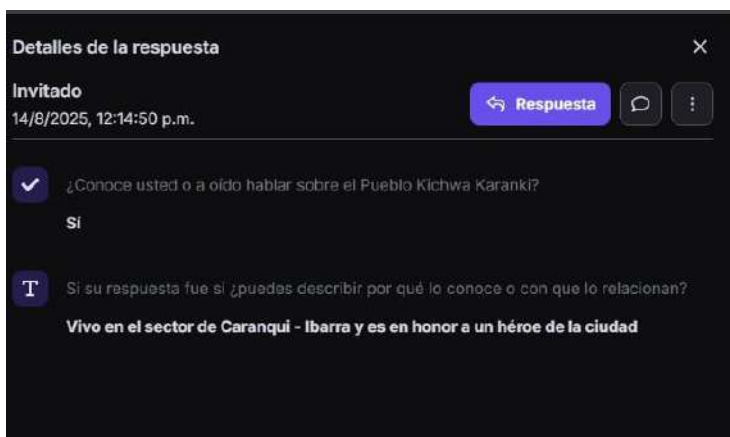 Detalles de la respuesta
Invitado
14/8/2025, 12:14:50 p.m.
Respuesta
¿Conoce usted o a oído hablar sobre el Pueblo Kichwa Karanki?
Sí
T
Si su respuesta fue si ¿puedes describir por qué lo conoce o con que lo relacionan?
Vivo en el sector de Caranqui - Ibarra y es en honor a un héroe de la ciudad